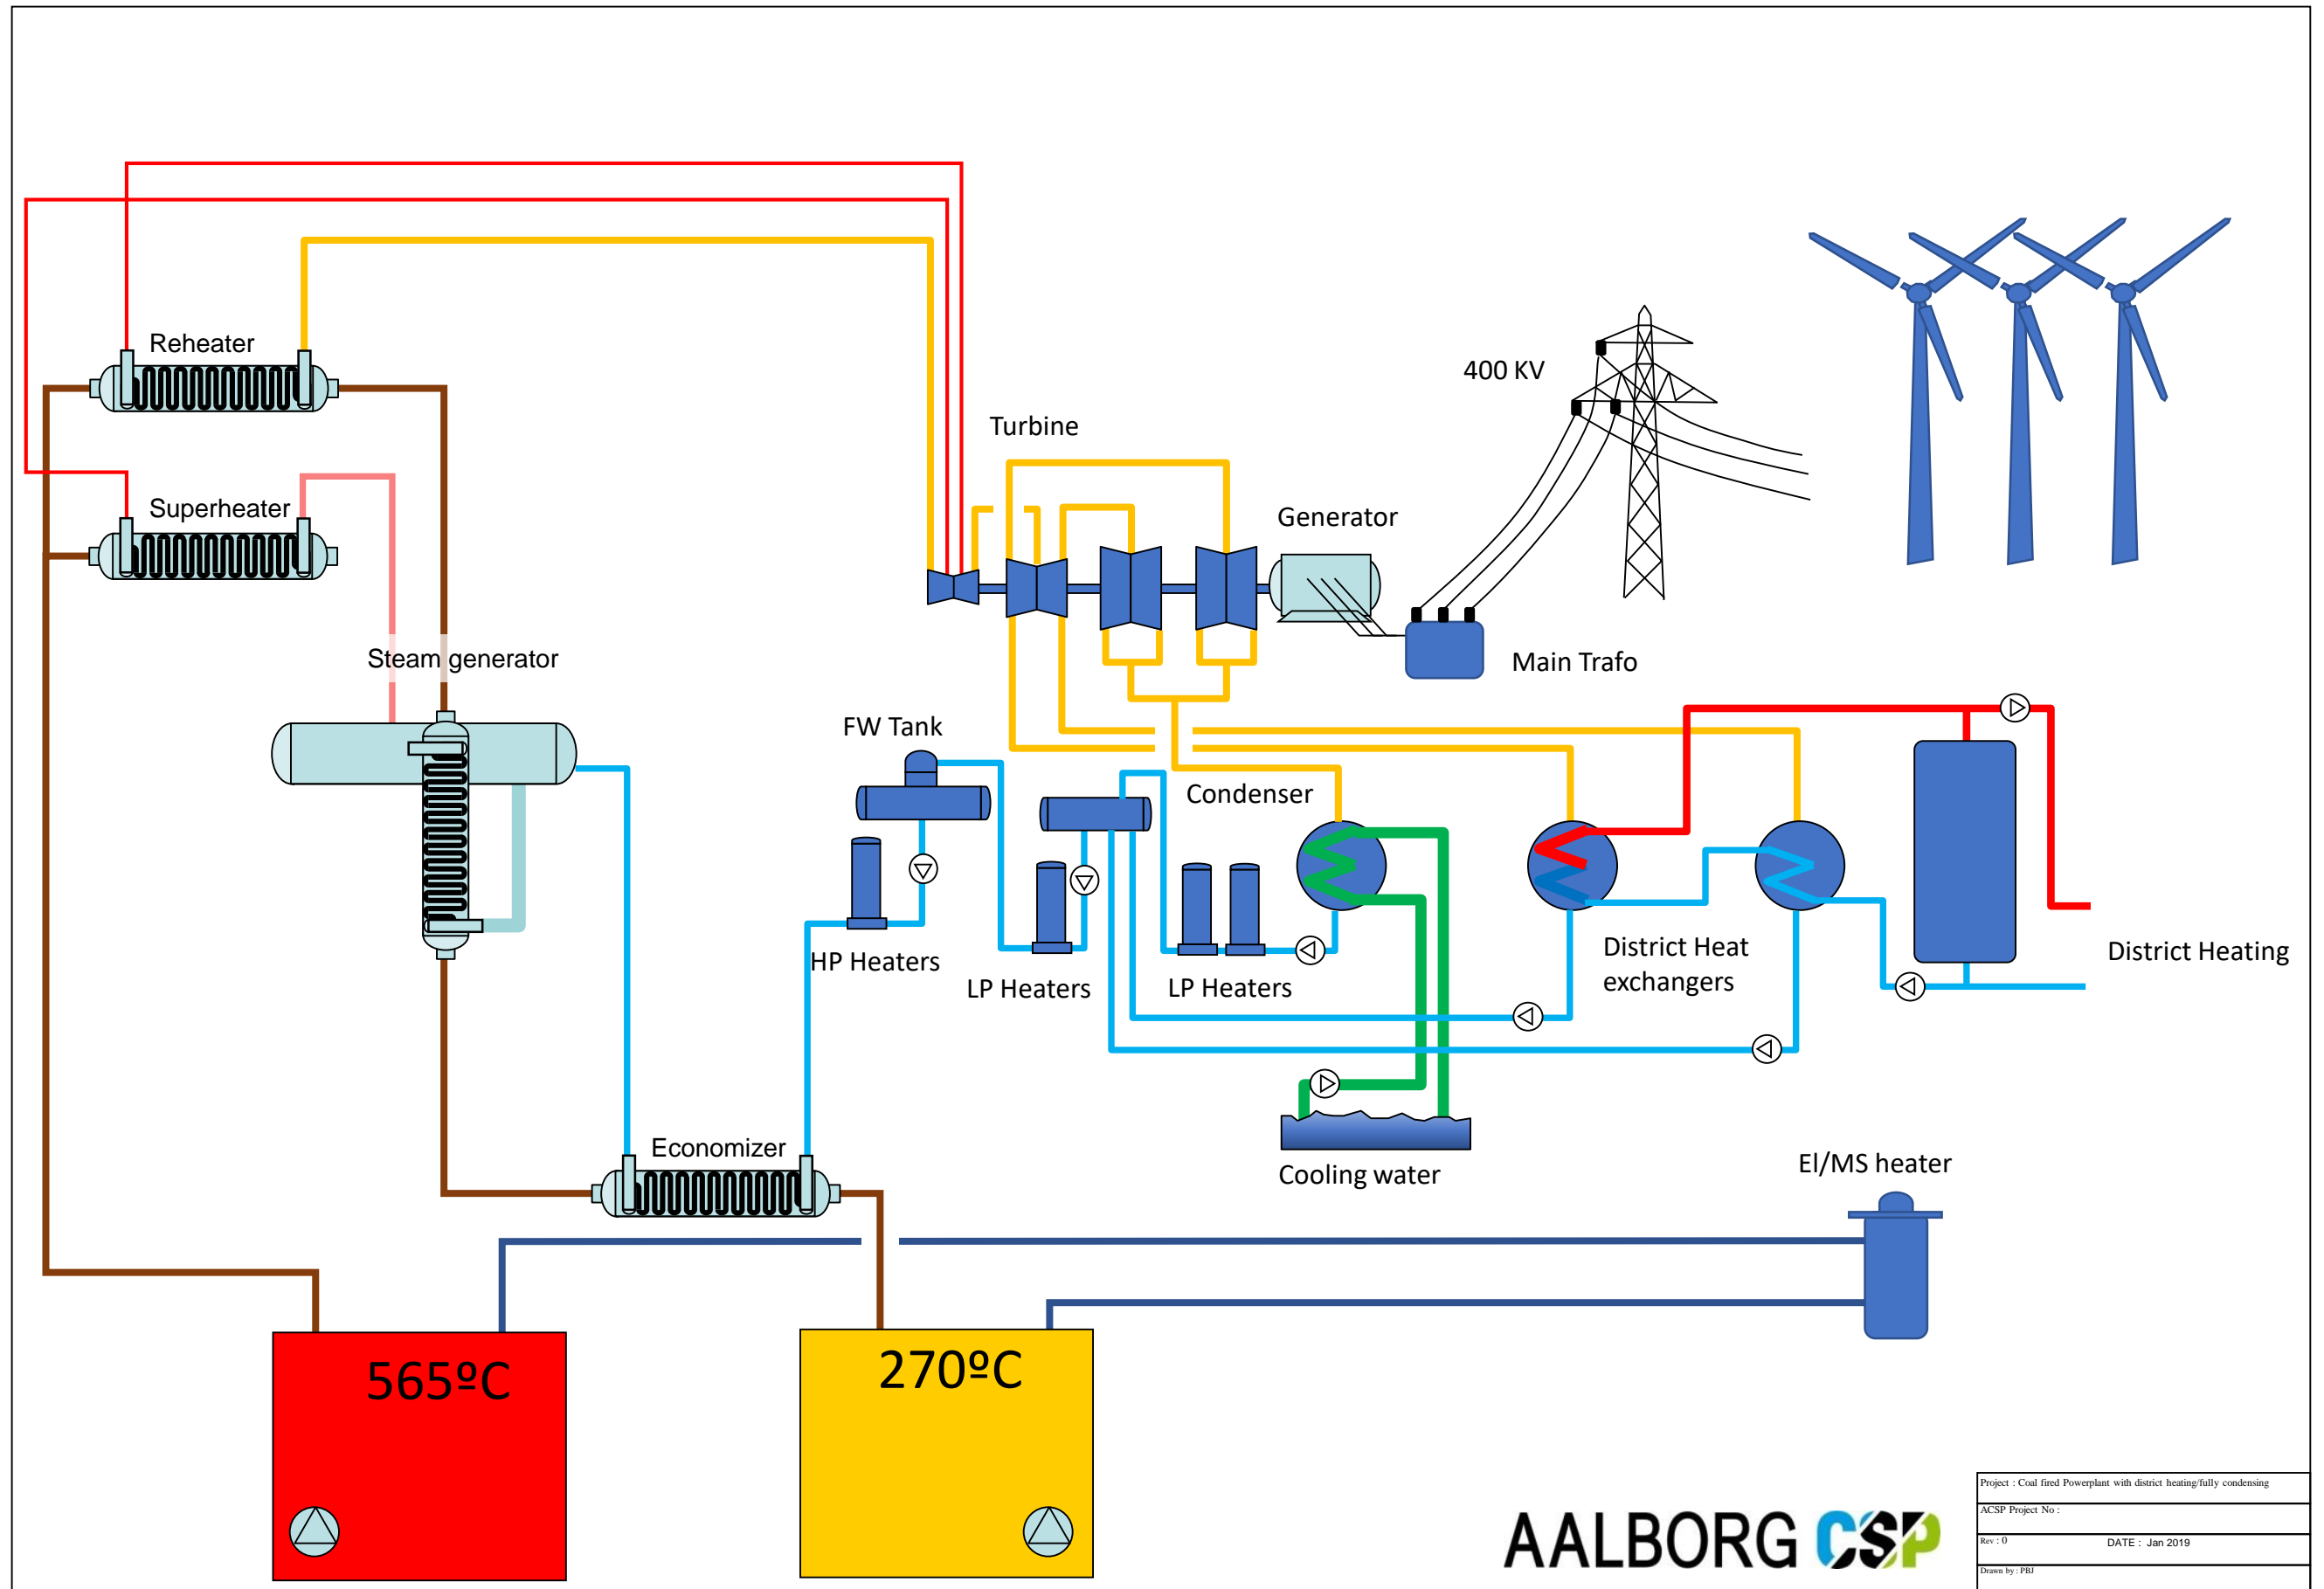 Reheater
400 KV
Turbine
Superheater
Generator
Steam generator
Main Trafo
FW Tank
Condenser
HP Heaters
LP Heaters
LP Heaters
District Heat
exchangers
District Heating
Economizer
Cooling water
El/MS heater
565ºC
270ºC
AALBORG CSP
Project : Coal fired Powerplant with district heating/fully condensing
ACSP Project No :
Rev : 0 DATE : Jan 2019
Drawn by : PBJ